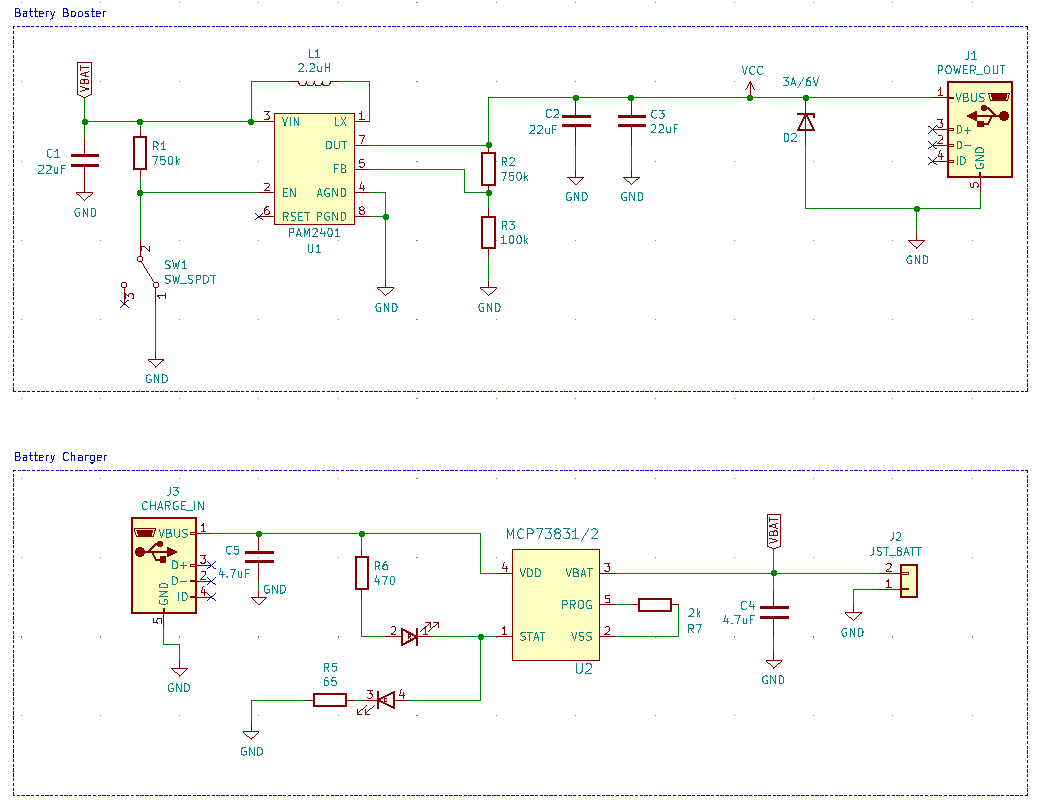 Battery Booster
VBAT
C1
22uF
GND
R1
750k
L1
2.2uH
3 VIN
LX 1
OUT 7
FB 5
2 EN
AGND 4
6 RSET
PGND 8
PAM2401
U1
2
SW1
SW_SPDT
3
1
GND
GND
R2
750k
R3
100k
GND
C2
22uF
GND
C3
22uF
GND
VCC
3A/6V
D2
GND
J1
POWER_OUT
1 VBUS
3 D+
2 D-
4 ID
GND
5
Battery Charger
J3
CHARGE_IN
VBUS 1
D+ 3
D- 2
ID 4
GND
5
GND
C5
4.7uF
GND
R6
470
2
1
R5
65
3
4
GND
MCP73831/2
4 VDD
VBAT 3
PROG 5
1 STAT
VSS 2
U2
2k
R7
VBAT
C4
4.7uF
GND
J2
JST_BATT
2
1
GND